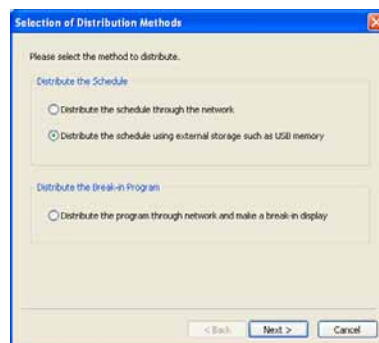 Selection of Distribution Methods
Please select the method to distribute.
Distribute the Schedule
Distribute the schedule through the network
Distribute the schedule using external storage such as USB memory
Distribute the Break-in Program
Distribute the program through network and make a break-in display
< Back
Next >
Cancel